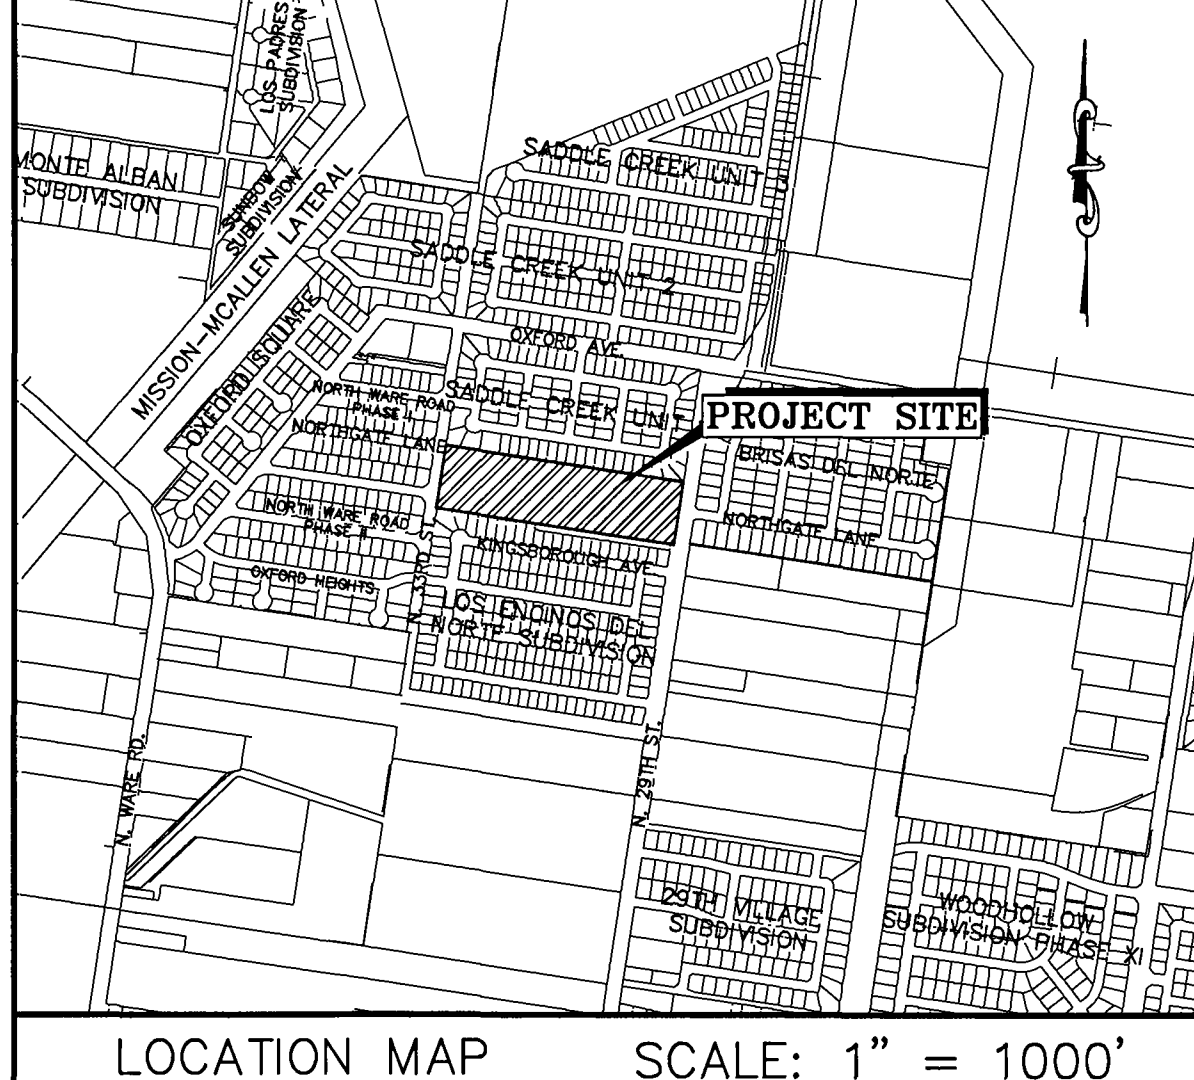 LOS PADRES
SUBDIVISION
MONTE ALBAN
SUBDIVISION
SUNBOW
SUBDIVISION
MISSION-MCALLEN LATERAL
SADDLE CREEK UNIT 3
SADDLE CREEK UNIT 2
OXFORD SQUARE
OXFORD AVE.
NORTH WARE ROAD
PHASE I
SADDLE CREEK UNIT
PROJECT SITE
NORTHGATE LANE
BRISAS DEL NORTE
NORTH WARE ROAD
PHASE II
NORTHGATE LANE
N. 33RD ST.
KINGSBOROUGH AVE.
OXFORD HEIGHTS
LOS ENCINOS DEL
NORTE SUBDIVISION
N. WARE RD.
N. 29TH ST.
29TH VILLAGE
SUBDIVISION
WOODHOLLOW
SUBDIVISION PHASE XI
LOCATION MAP
SCALE: 1" = 1000'